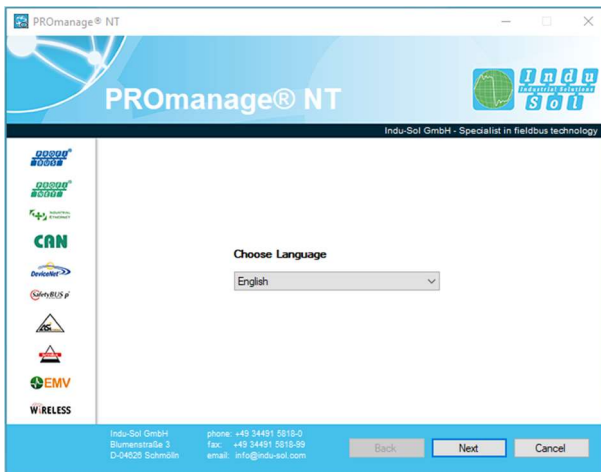 PROmanage® NT
PROmanage® NT
Indu
Industrial Solutions
Sol
Indu-Sol GmbH - Specialist in fieldbus technology
INDUSTRIAL
ETHERNET
CAN
DeviceNet
SafetyBUS p
Choose Language
English
EMV
WiRELESS
Indu-Sol GmbH phone: +49 34491 5818-0
Blumenstraße 3 fax: +49 34491 5818-99
D-04626 Schmölln email: info@indu-sol.com
Back Next Cancel